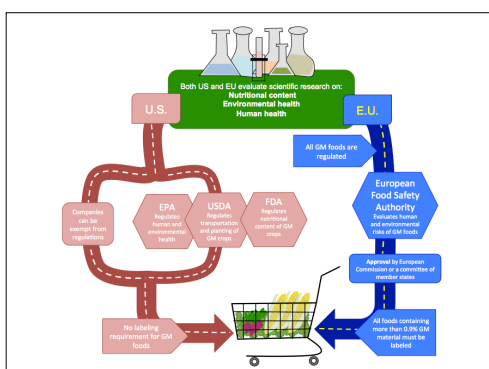 Both US and EU evaluate scientific research on:
Nutritional content
Environmental health
Human health
U.S.
E.U.
All GM foods are
regulated
Companies can
be exempt from
regulations
EPA
Regulates
human and
environmental
health
USDA
Regulates
transportation
and planting
of GM crops
FDA
Regulates
nutritional
content of GM
crops
European
Food Safety
Authority
Evaluates human
and environmental
risks of GM foods
Approval by European
Commission or a committee of
member states
No labeling
requirement for GM
foods
All foods containing
more than 0.9% GM
material must be
labeled